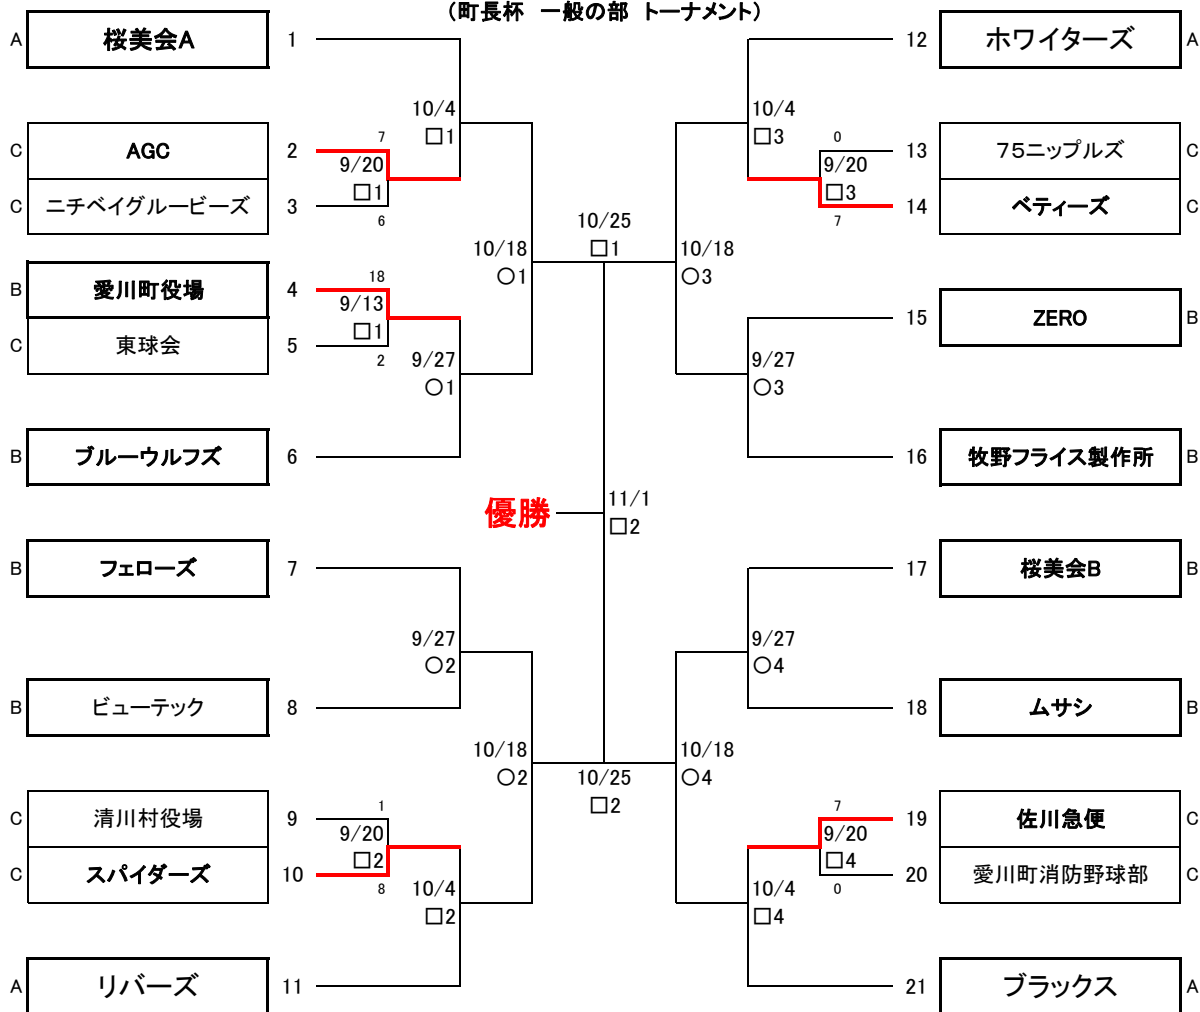 （町長杯　一般の部　トーナメント）
A 桜美会A 1
10/4
□1
7
C AGC 2
9/20
□1
C ニチベイグルービーズ 3
6
10/18
○1
B 愛川町役場 4
18
9/13
□1
C 東球会 5
2
9/27
○1
B ブルーウルフズ 6
10/25
□1
優勝
11/1
□2
B フェローズ 7
9/27
○2
B ビューテック 8
10/18
○2
10/25
□2
C 清川村役場 9
1
9/20
□2
C スパイダーズ 10
8
10/4
□2
A リバーズ 11
12 ホワイターズ A
10/4
□3
0
13 75ニップルズ C
9/20
□3
14 ベティーズ C
7
10/18
○3
15 ZERO B
9/27
○3
16 牧野フライス製作所 B
17 桜美会B B
9/27
○4
18 ムサシ B
10/18
○4
7
19 佐川急便 C
9/20
□4
20 愛川町消防野球部 C
0
10/4
□4
21 ブラックス A